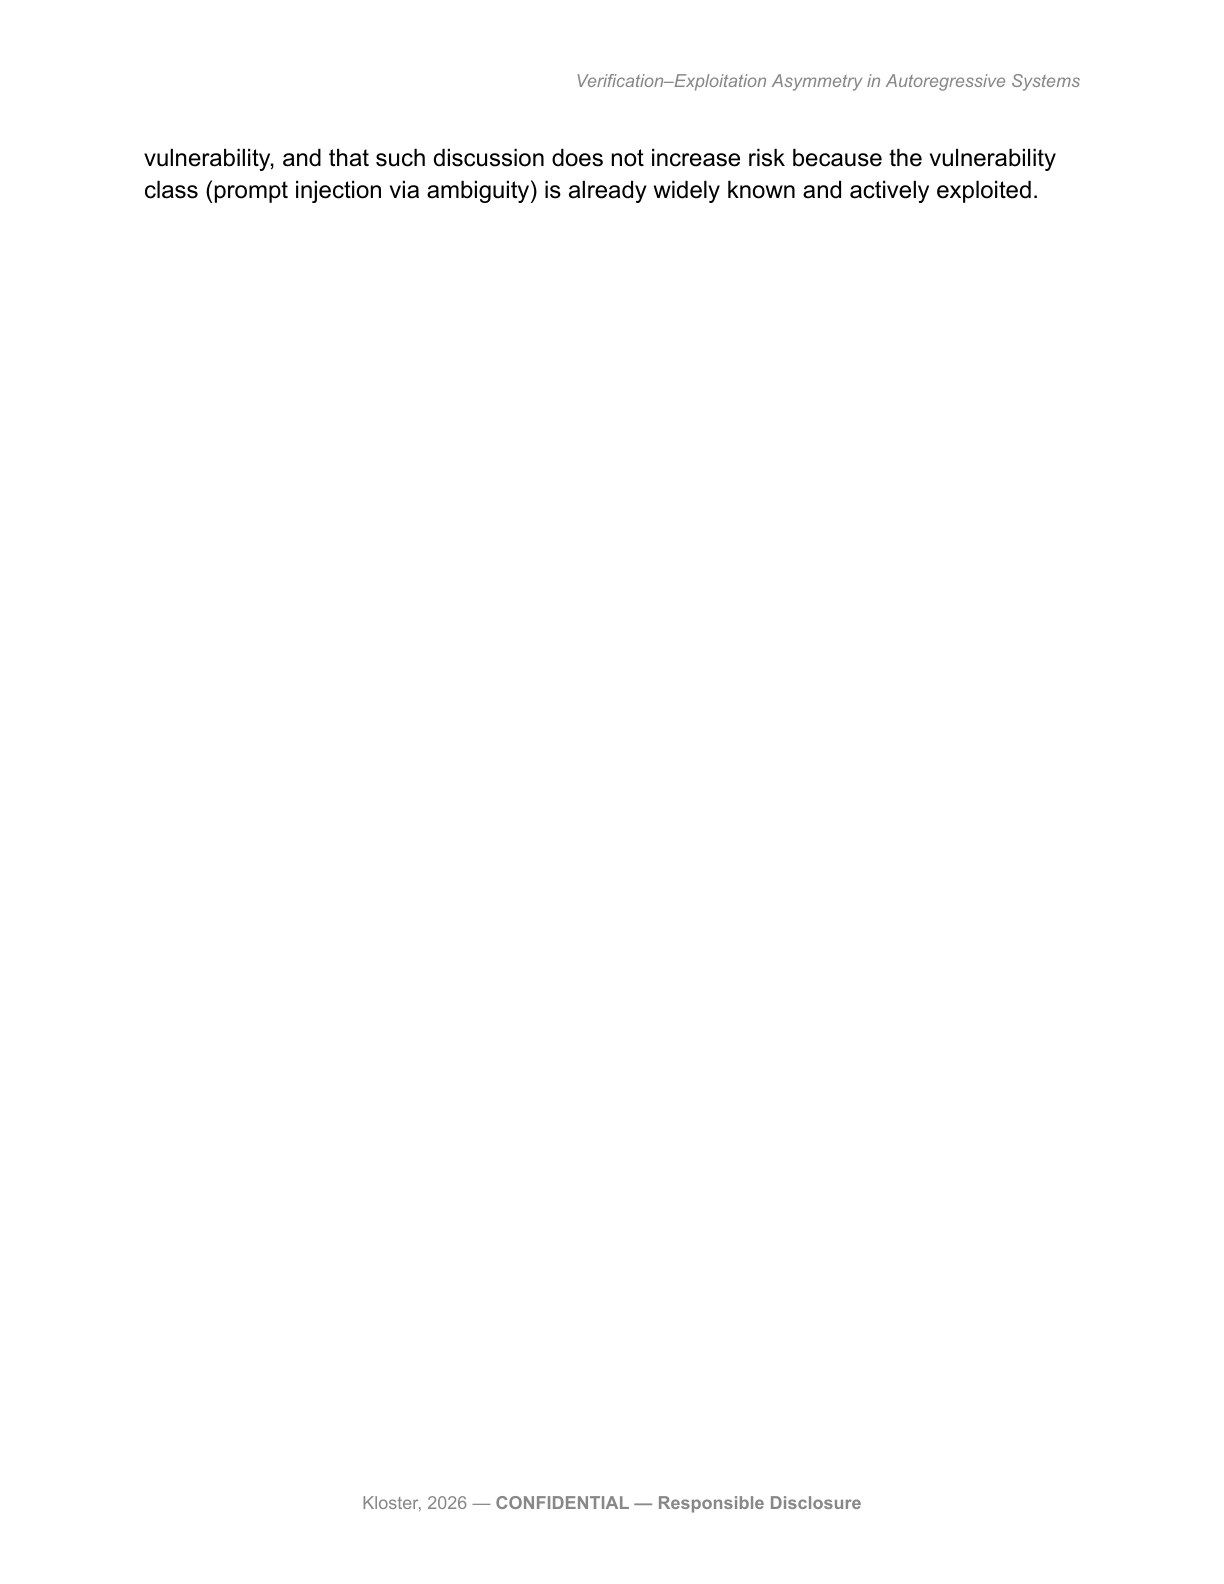 Verification–Exploitation Asymmetry in Autoregressive Systems
vulnerability, and that such discussion does not increase risk because the vulnerability
class (prompt injection via ambiguity) is already widely known and actively exploited.
Kloster, 2026 — CONFIDENTIAL — Responsible Disclosure